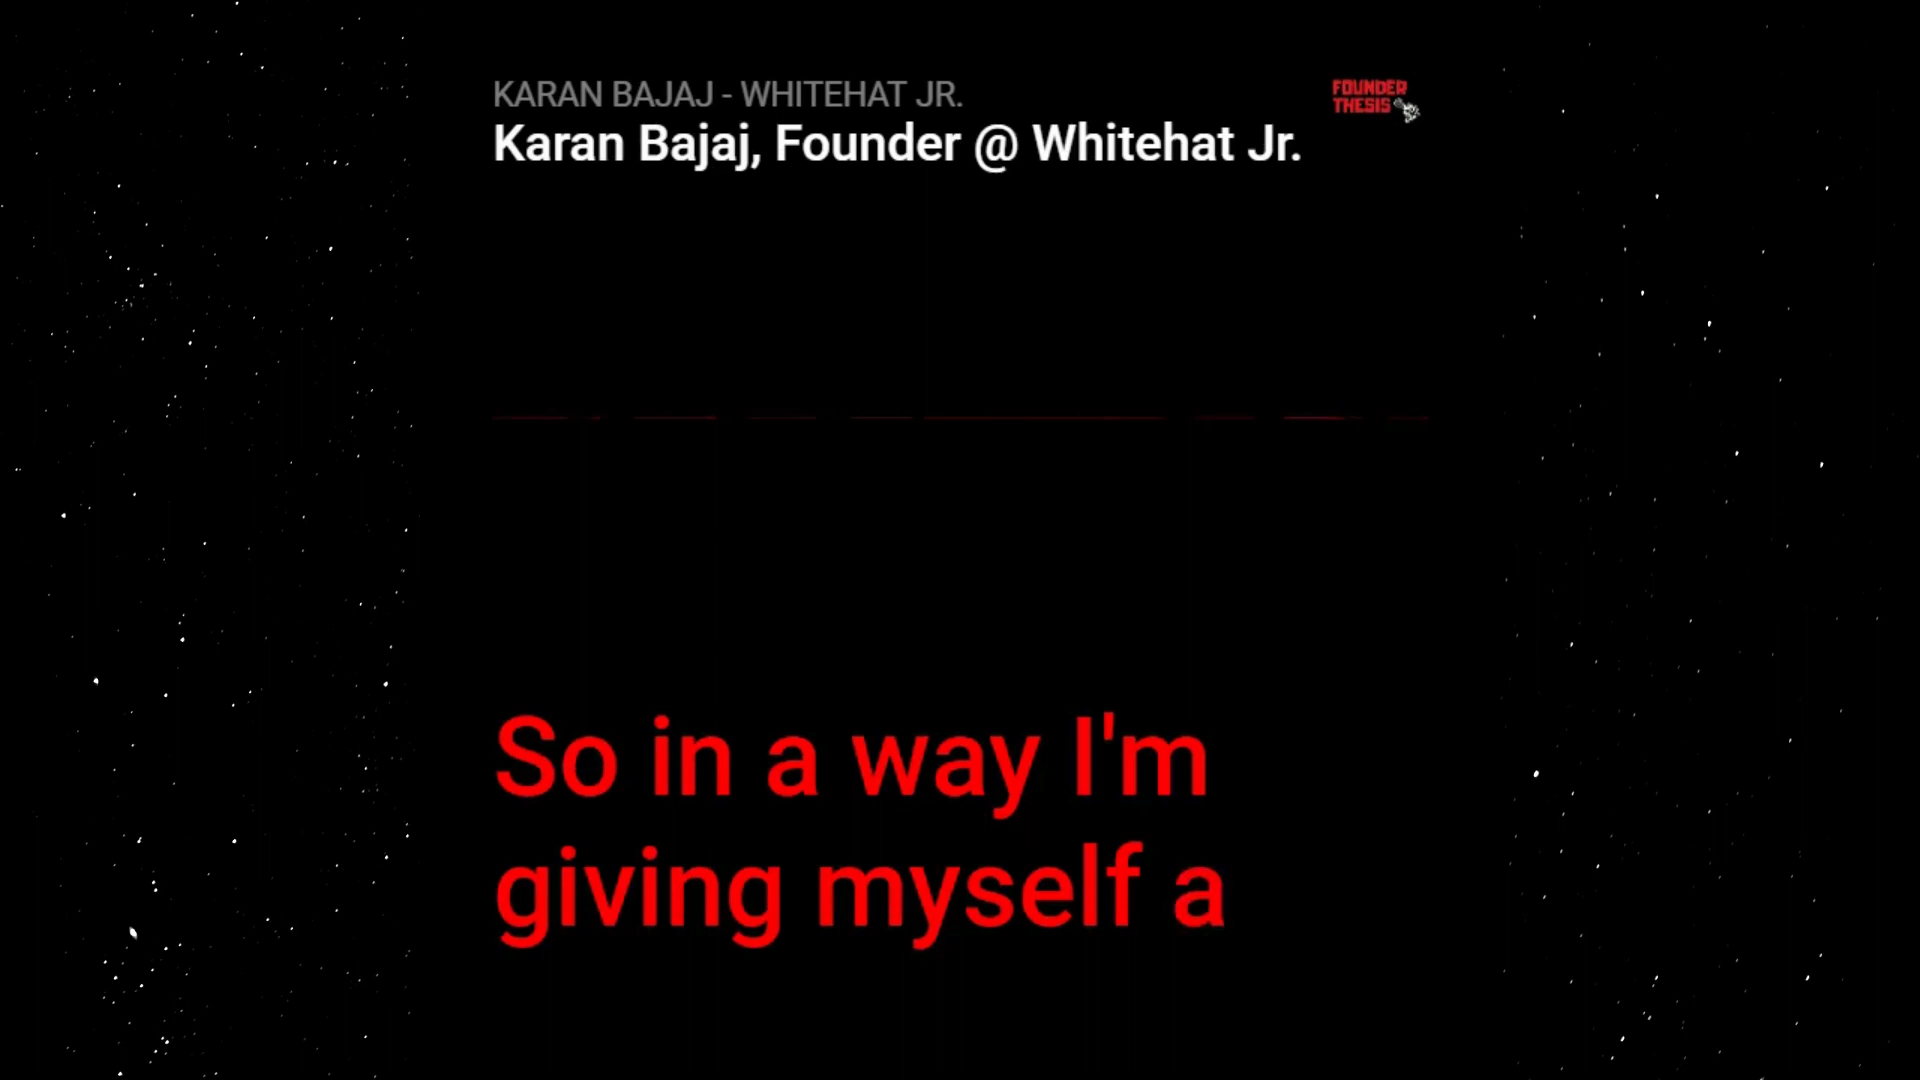 KARAN BAJAJ - WHITEHAT JR.
Karan Bajaj, Founder @ Whitehat Jr.
FOUNDER
THESIS
So in a way I'm
giving myself a